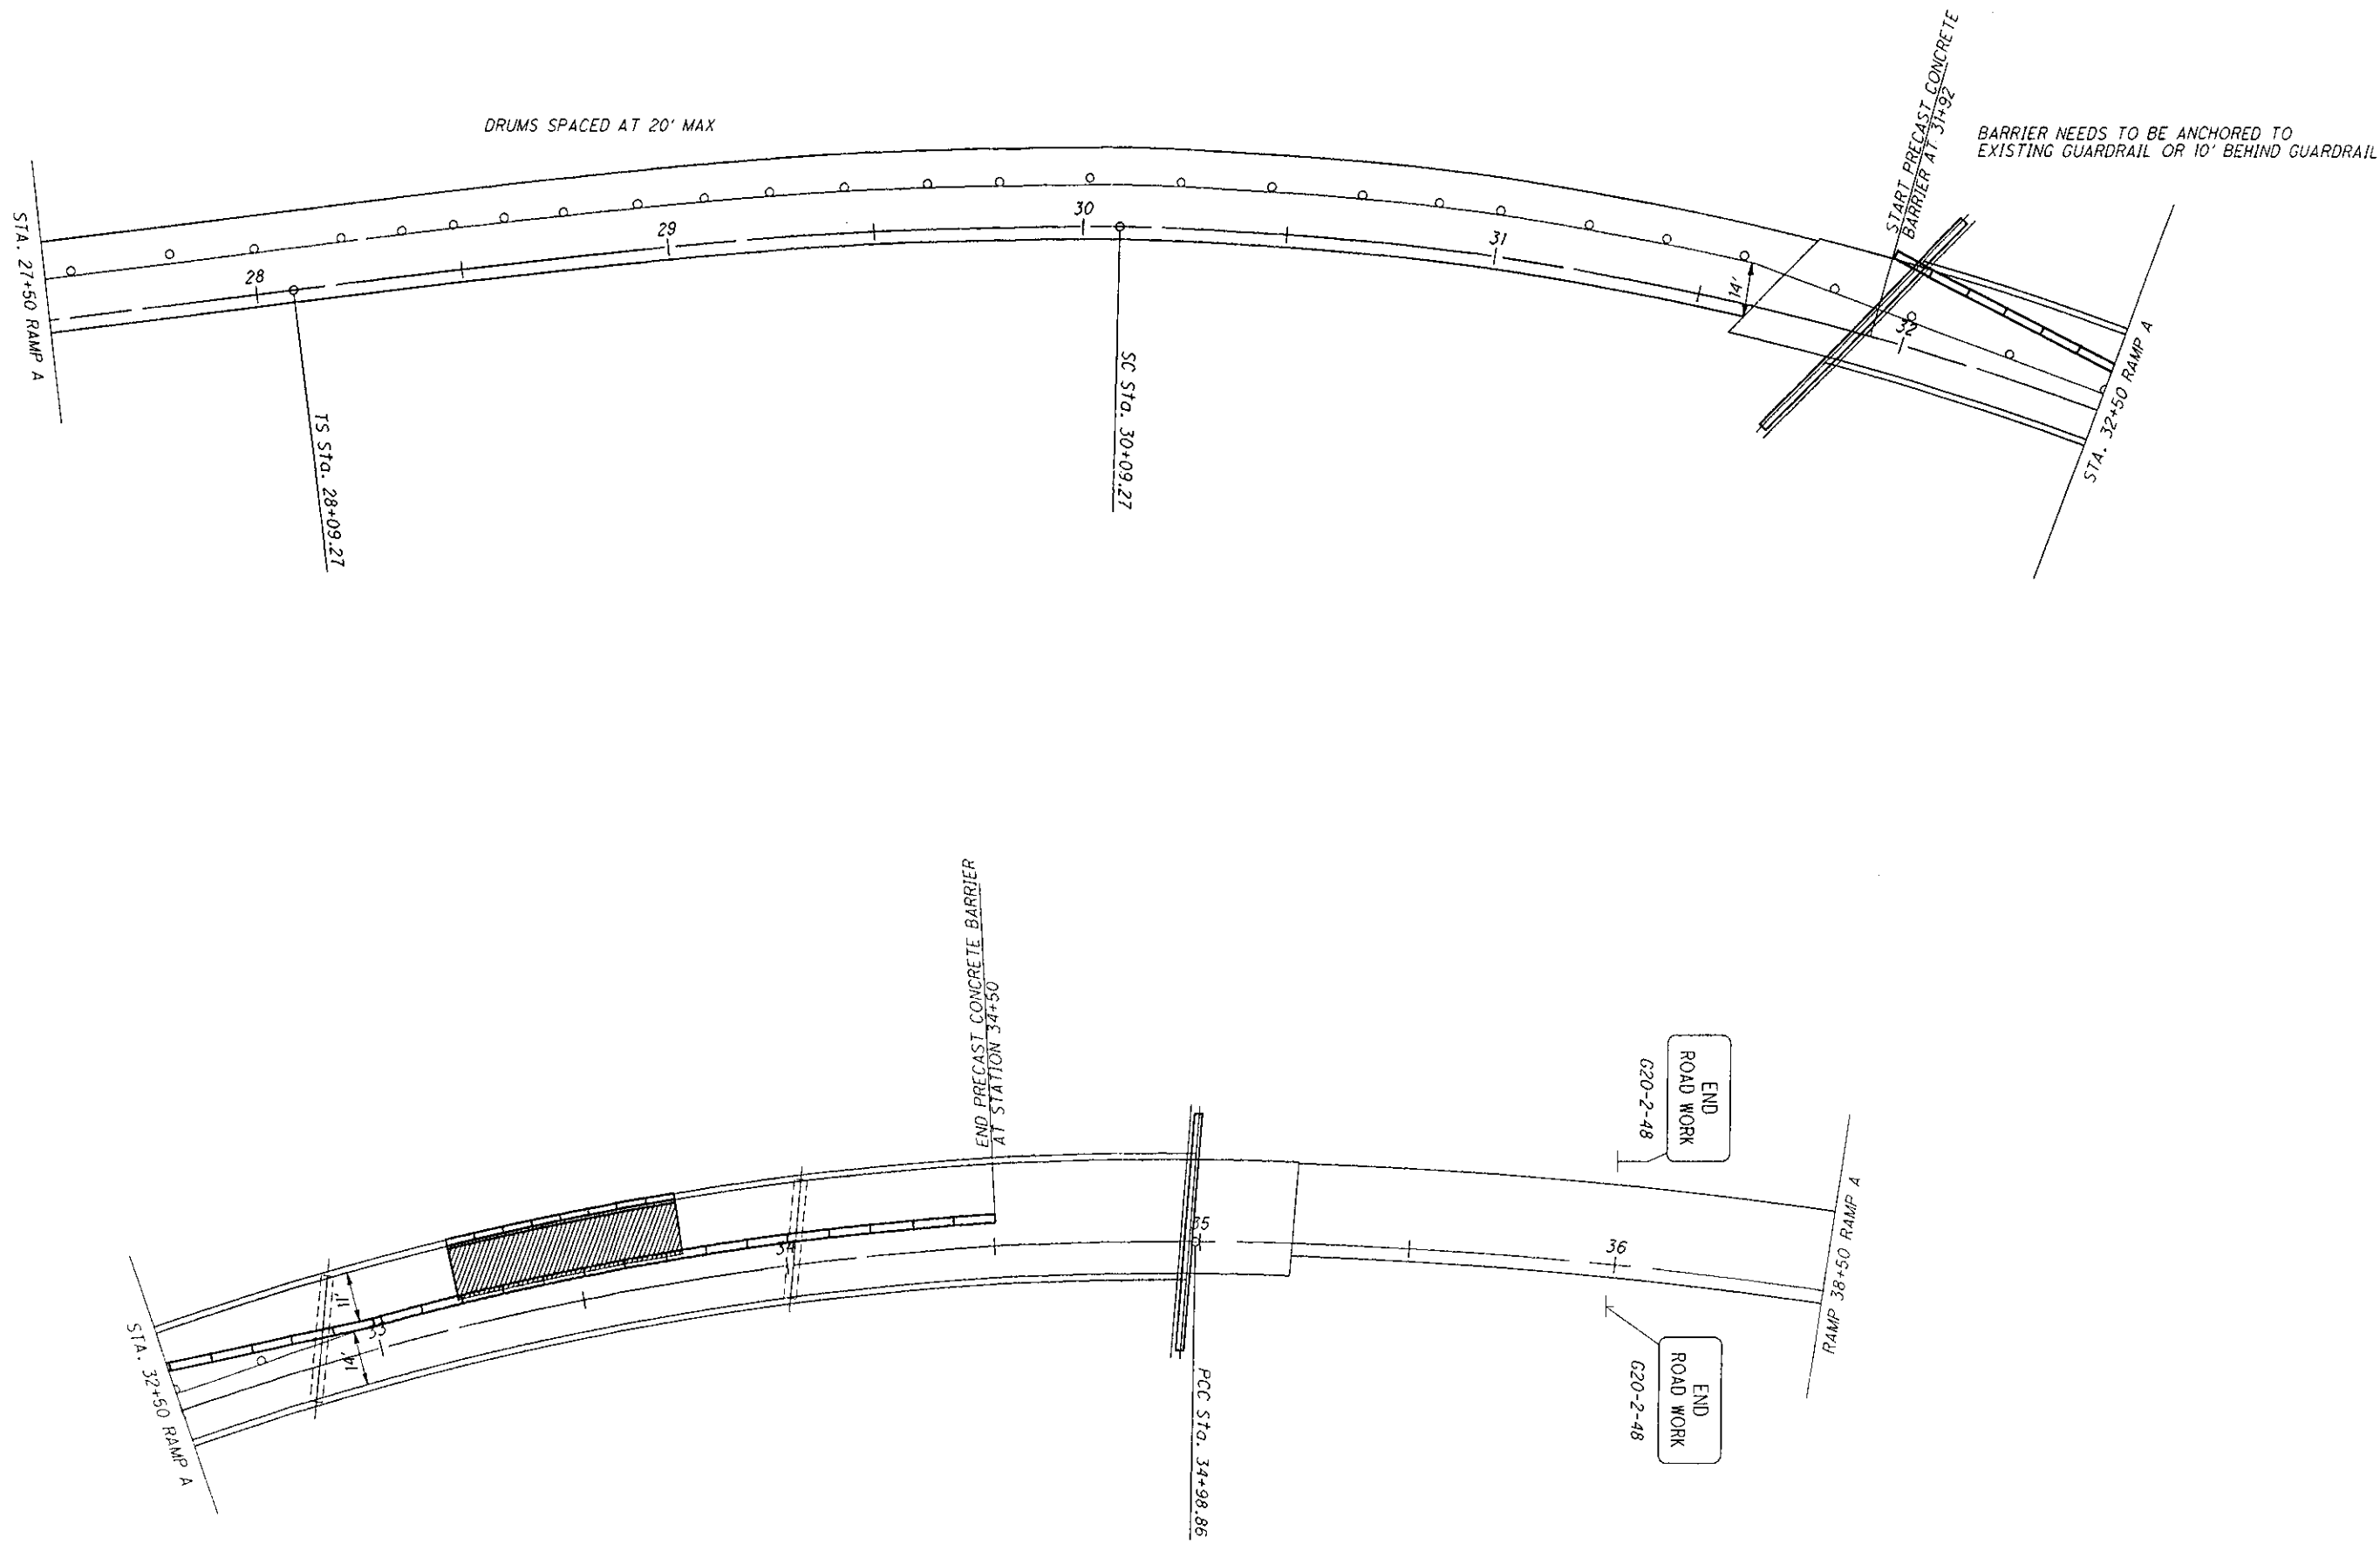 DRUMS SPACED AT 20' MAX
START PRECAST CONCRETE
BARRIER AT 31+92
BARRIER NEEDS TO BE ANCHORED TO
EXISTING GUARDRAIL OR 10' BEHIND GUARDRAIL
STA. 27+50 RAMP A
28
29
30
31
32
14'
TS Sta. 28+09.27
SC Sta. 30+09.27
STA. 32+50 RAMP A
END PRECAST CONCRETE BARRIER
AT STATION 34+50
END
ROAD WORK
G20-2-48
STA. 32+50 RAMP A
11'
14'
33
34
35
36
PCC Sta. 34+98.86
END
ROAD WORK
G20-2-48
RAMP 38+50 RAMP A